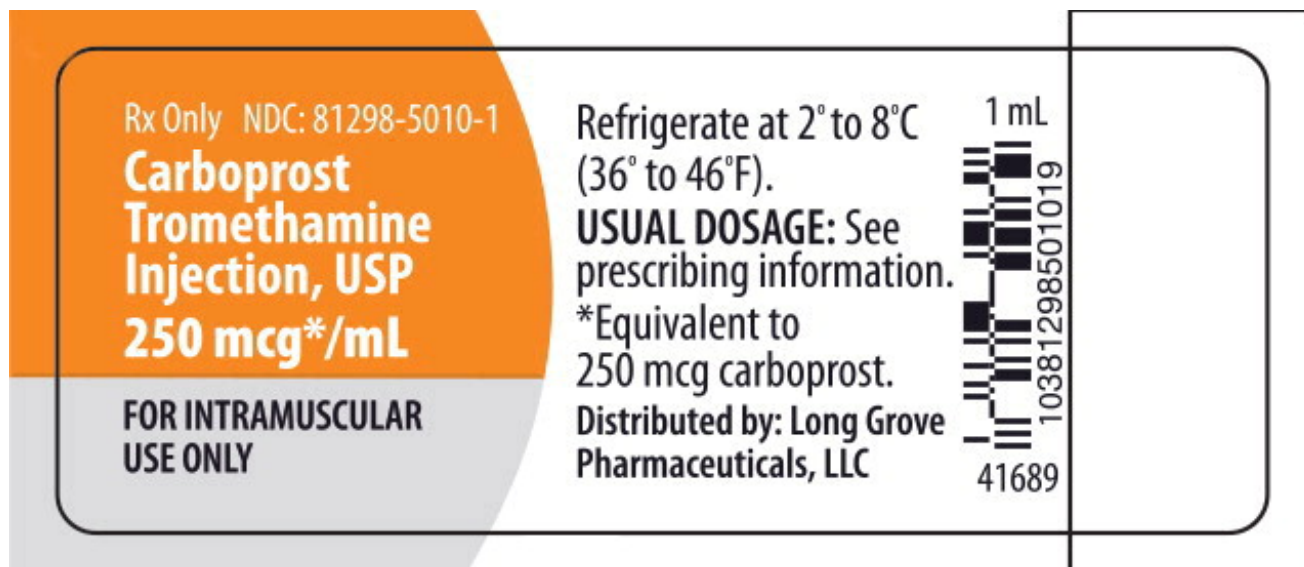 Rx Only NDC: 81298-5010-1
Carboprost
Tromethamine
Injection, USP
250 mcg*/mL
FOR INTRAMUSCULAR
USE ONLY
Refrigerate at 2° to 8°C
(36° to 46°F).
USUAL DOSAGE: See
prescribing information.
*Equivalent to
250 mcg carboprost.
Distributed by: Long Grove
Pharmaceuticals, LLC
1 mL
10381298501019
41689